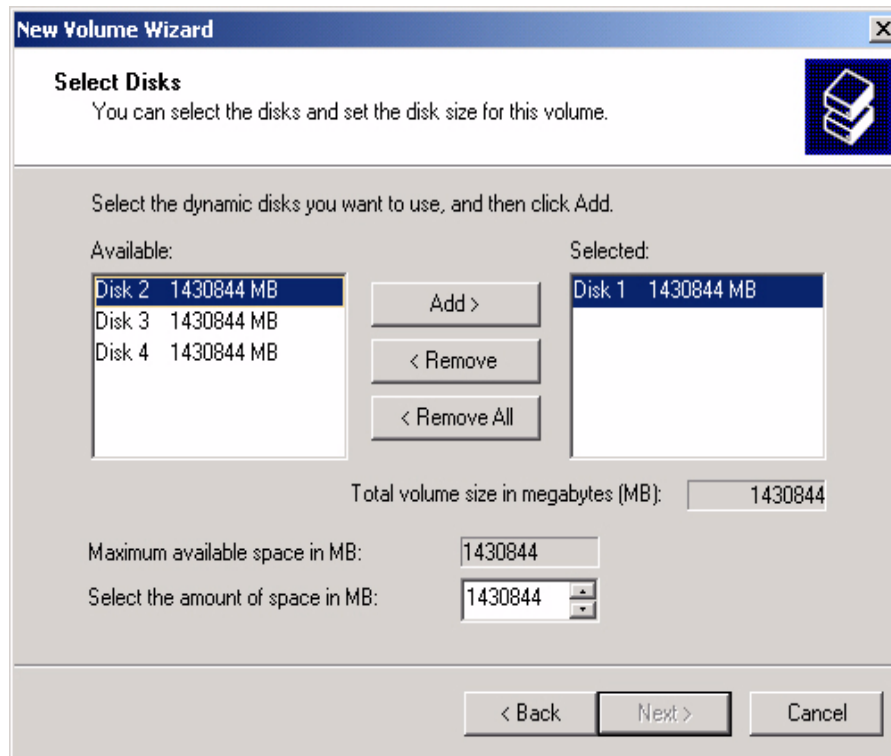 New Volume Wizard
Select Disks
You can select the disks and set the disk size for this volume.
Select the dynamic disks you want to use, and then click Add.
Available:
Selected:
Disk 2 1430844 MB
Disk 3 1430844 MB
Disk 4 1430844 MB
Add >
< Remove
< Remove All
Disk 1 1430844 MB
Total volume size in megabytes (MB): 1430844
Maximum available space in MB: 1430844
Select the amount of space in MB: 1430844
< Back
Next >
Cancel